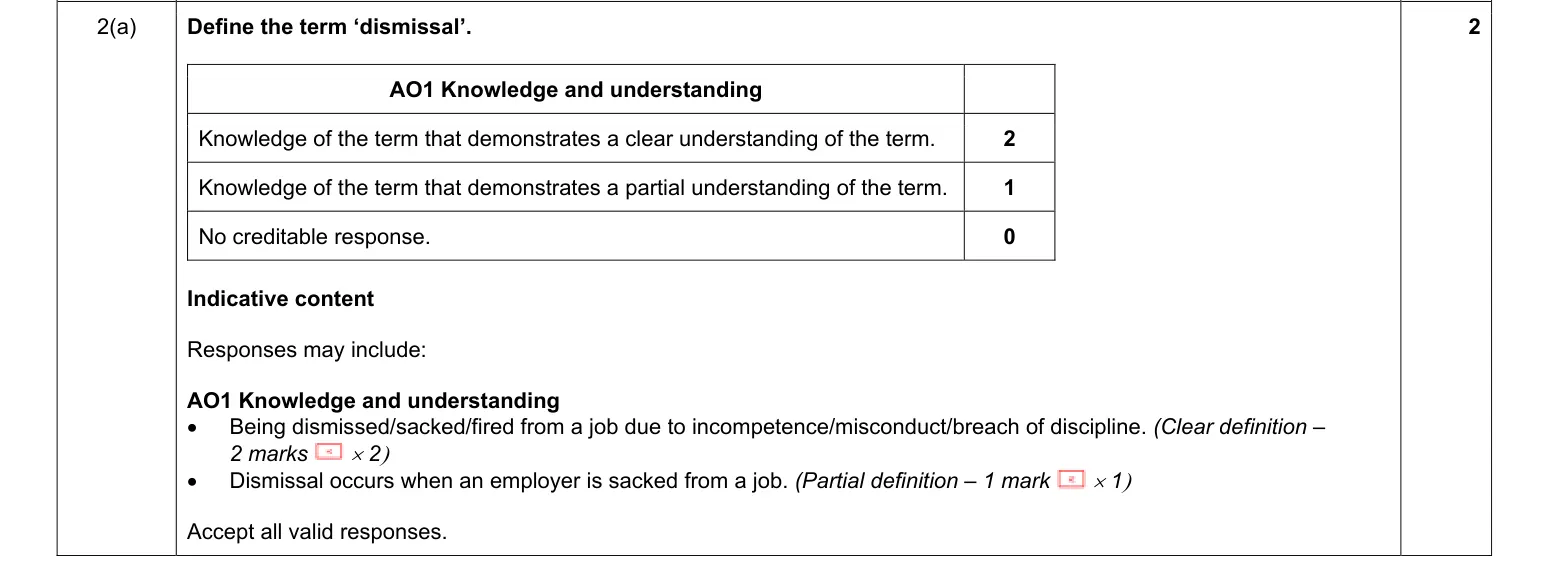 2(a) Define the term ‘dismissal’. 2
AO1 Knowledge and understanding
Knowledge of the term that demonstrates a clear understanding of the term. 2
Knowledge of the term that demonstrates a partial understanding of the term. 1
No creditable response. 0
Indicative content
Responses may include:
AO1 Knowledge and understanding
• Being dismissed/sacked/fired from a job due to incompetence/misconduct/breach of discipline. (Clear definition –
2 marks × 2)
• Dismissal occurs when an employer is sacked from a job. (Partial definition – 1 mark × 1)
Accept all valid responses.